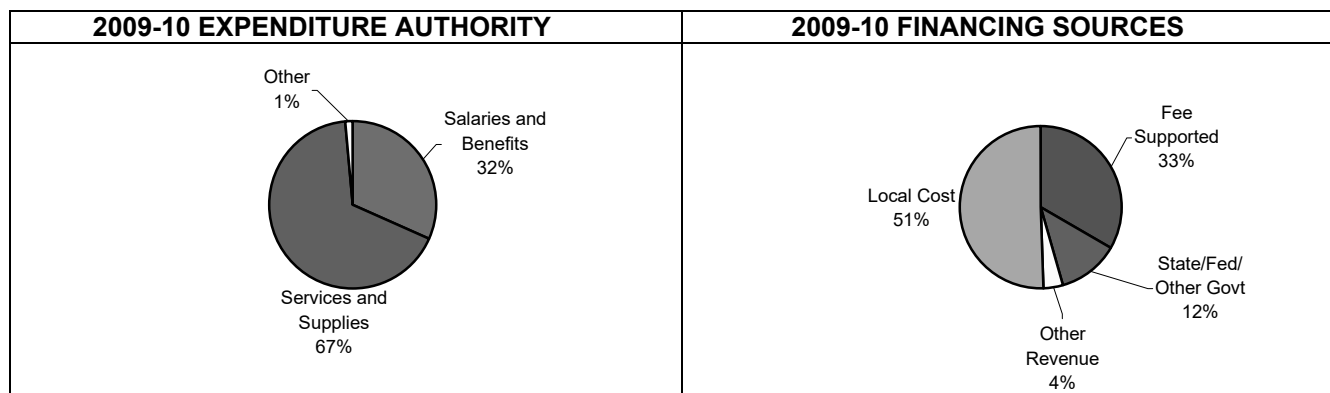 2009-10 EXPENDITURE AUTHORITY
Other
1%
Salaries and
Benefits
32%
Services and
Supplies
67%
2009-10 FINANCING SOURCES
Fee
Supported
33%
Local Cost
51%
State/Fed/
Other Govt
12%
Other
Revenue
4%